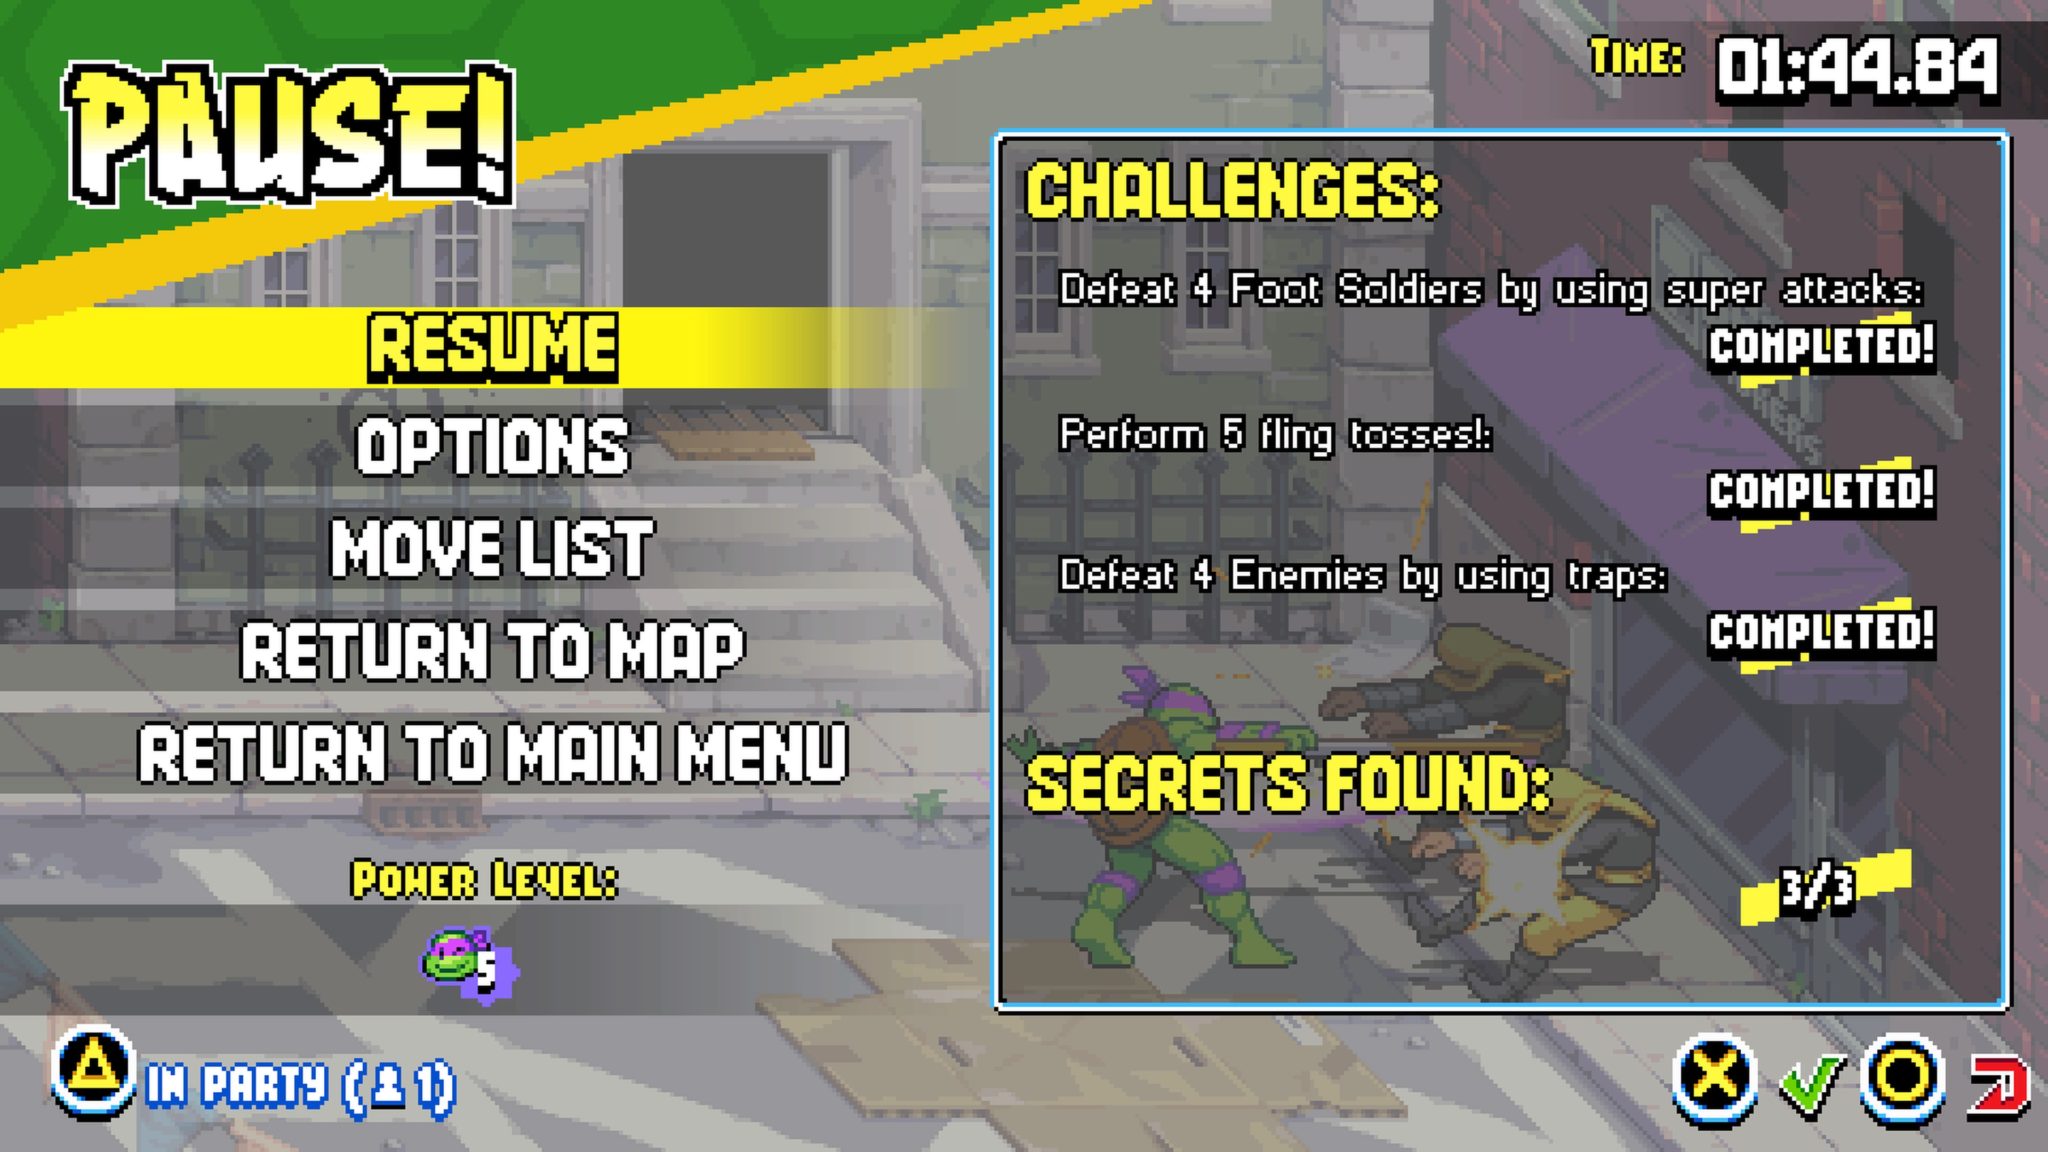 PAUSE!
RESUME
OPTIONS
MOVE LIST
RETURN TO MAP
RETURN TO MAIN MENU
POWER LEVEL:
5
IN PARTY (1)
TIME: 01:44.84
CHALLENGES:
Defeat 4 Foot Soldiers by using super attacks:
COMPLETED!
Perform 5 fling tosses!:
COMPLETED!
Defeat 4 Enemies by using traps:
COMPLETED!
SECRETS FOUND:
3/3